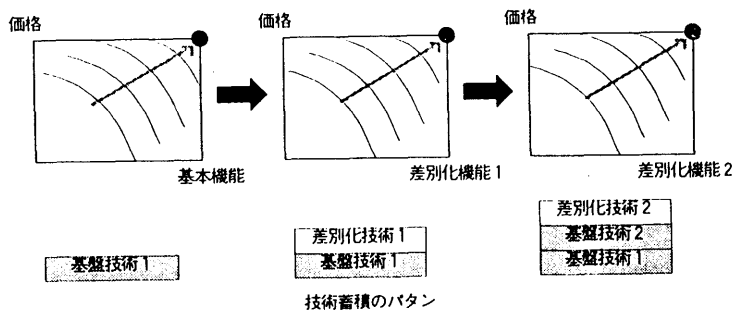 価格
価格
価格
基本機能
差別化機能1
差別化機能2
基盤技術1
差別化技術1
基盤技術1
差別化技術2
基盤技術2
基盤技術1
技術蓄積のパタン